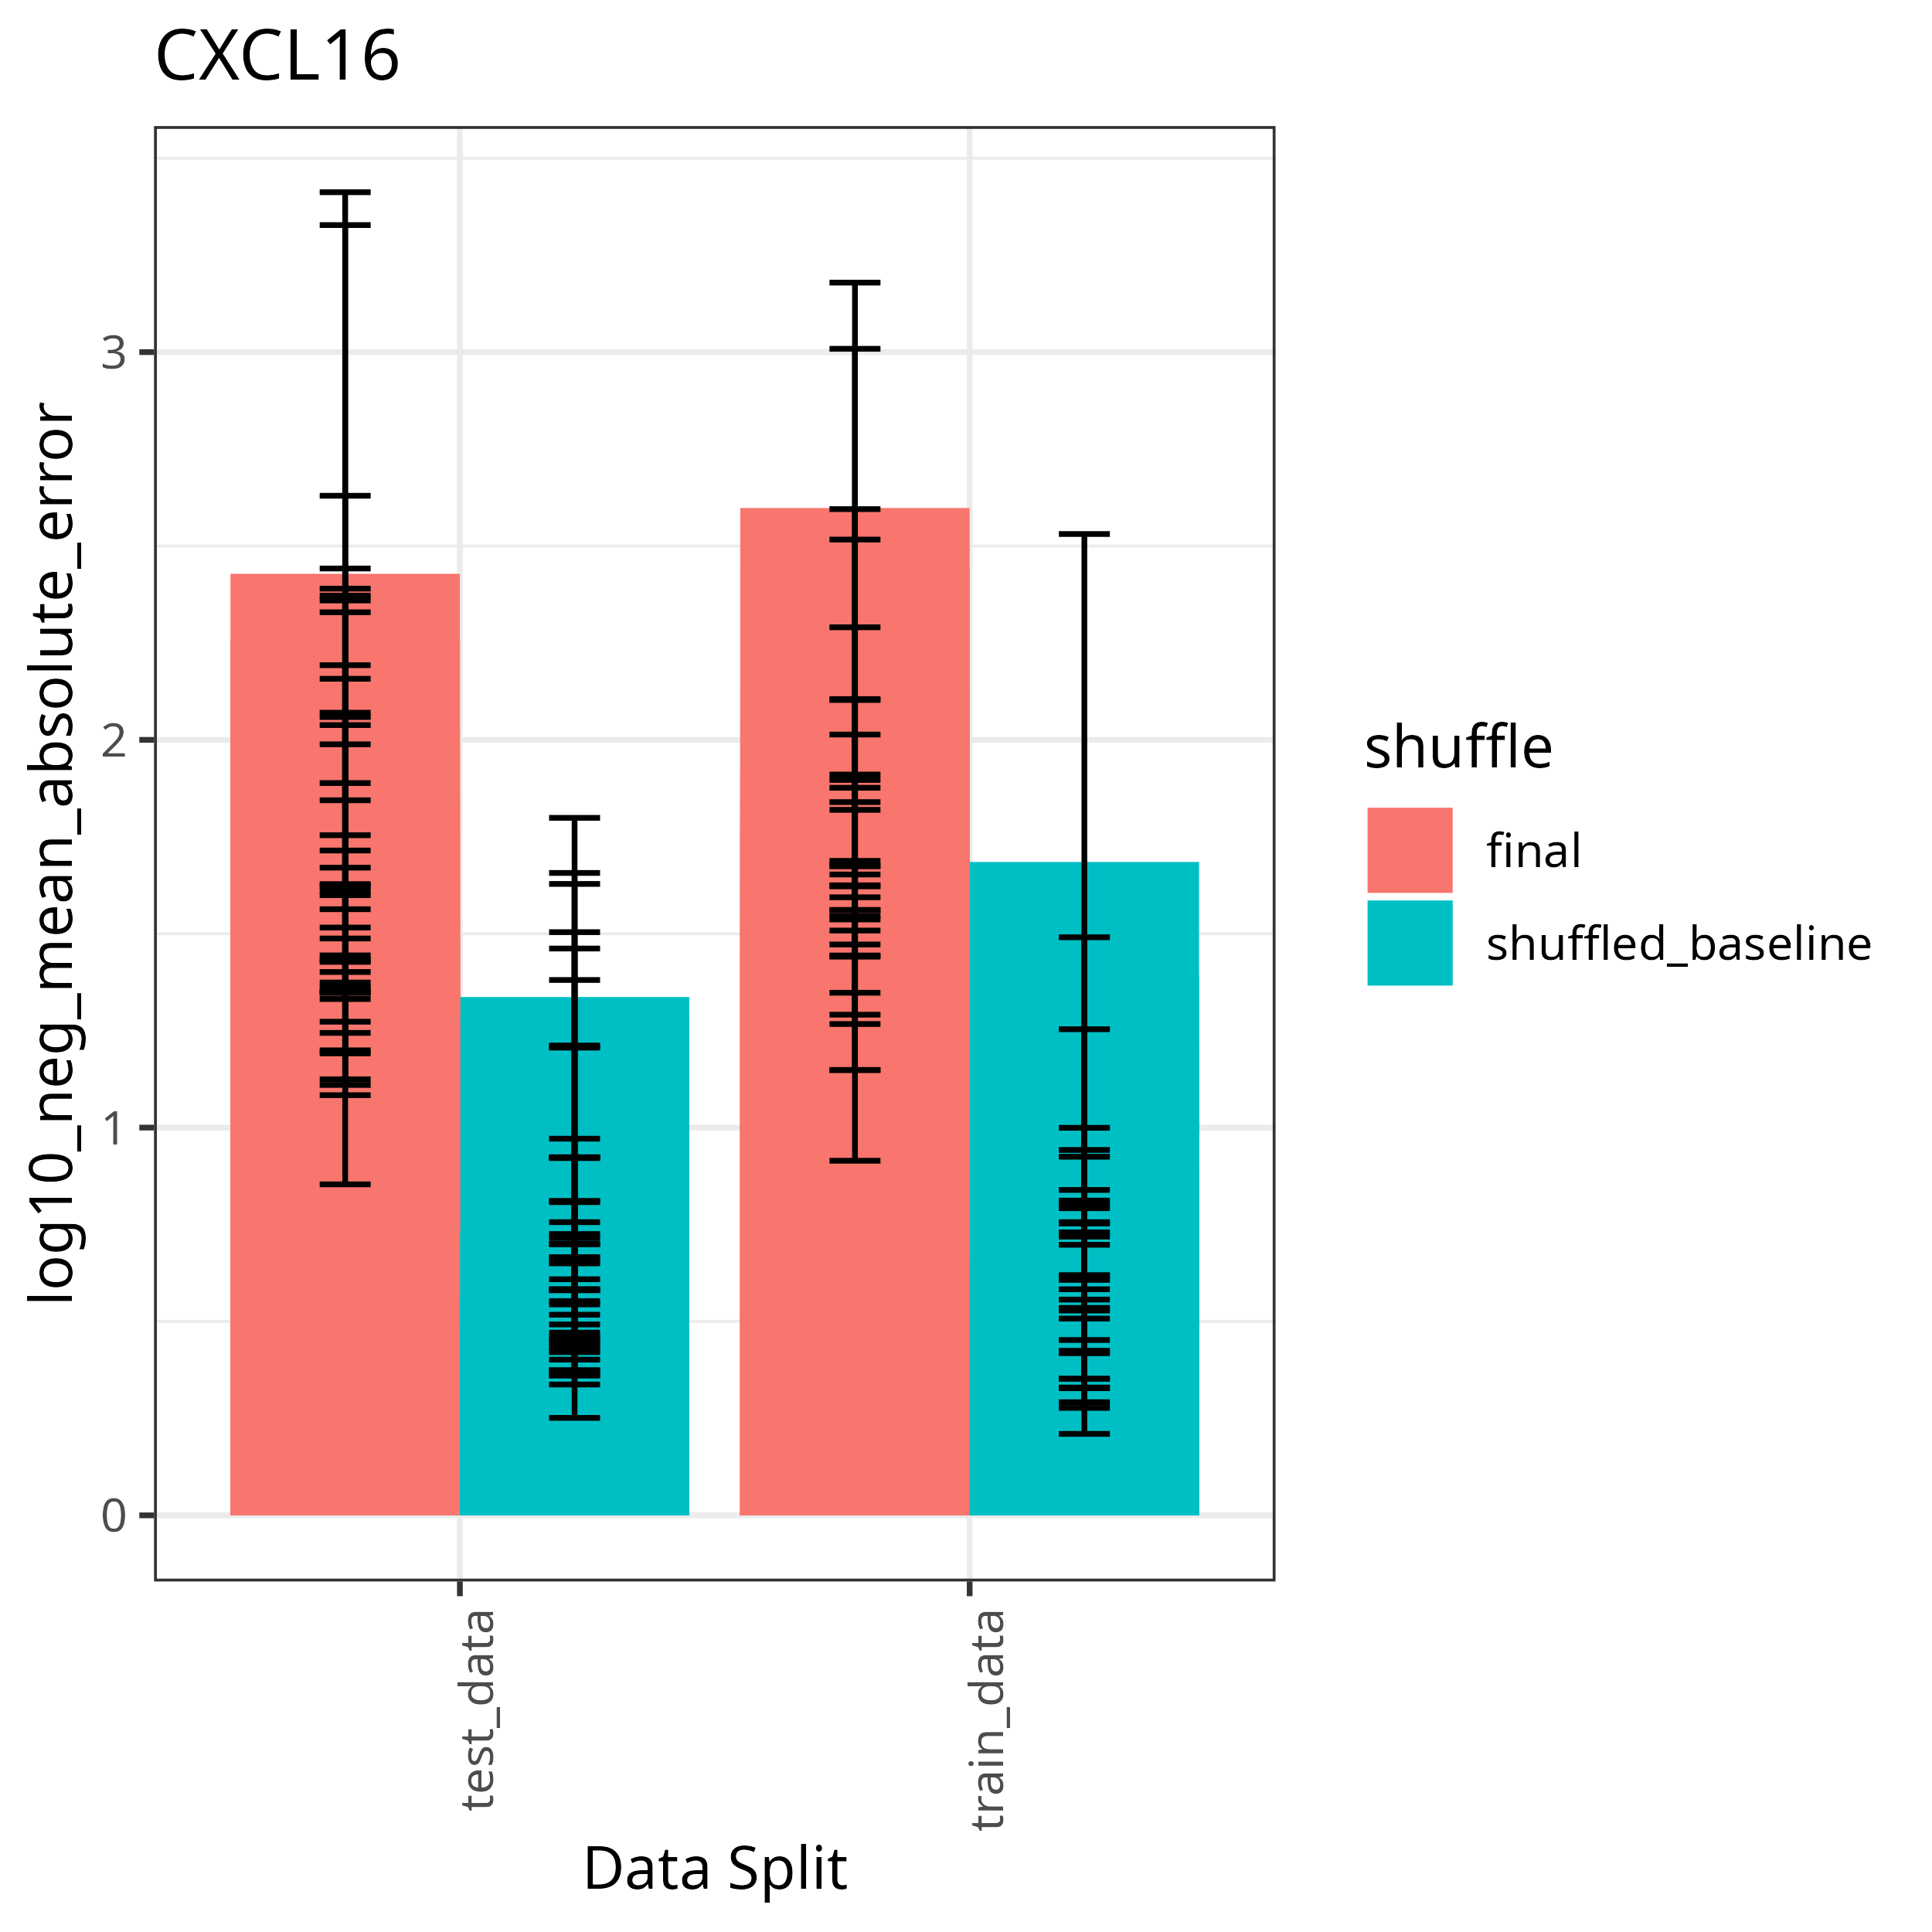 CXCL16
log10_neg_mean_absolute_error
3
2
1
0
test_data
train_data
Data Split
shuffle
final
shuffled_baseline